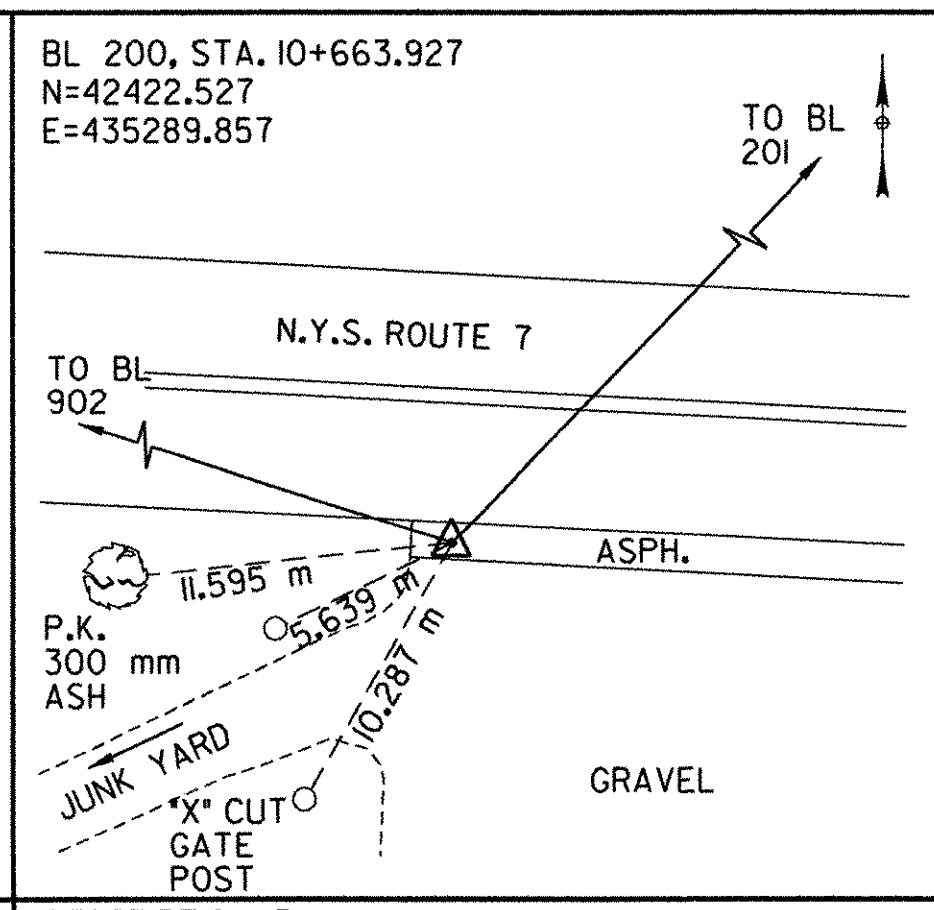 BL 200, STA. 10+663.927
N=42422.527
E=435289.857
TO BL
201
N.Y.S. ROUTE 7
TO BL
902
ASPH.
11.595 m
5.639 m
10.287 m
P.K.
300 mm
ASH
JUNK YARD
"X" CUT
GATE
POST
GRAVEL